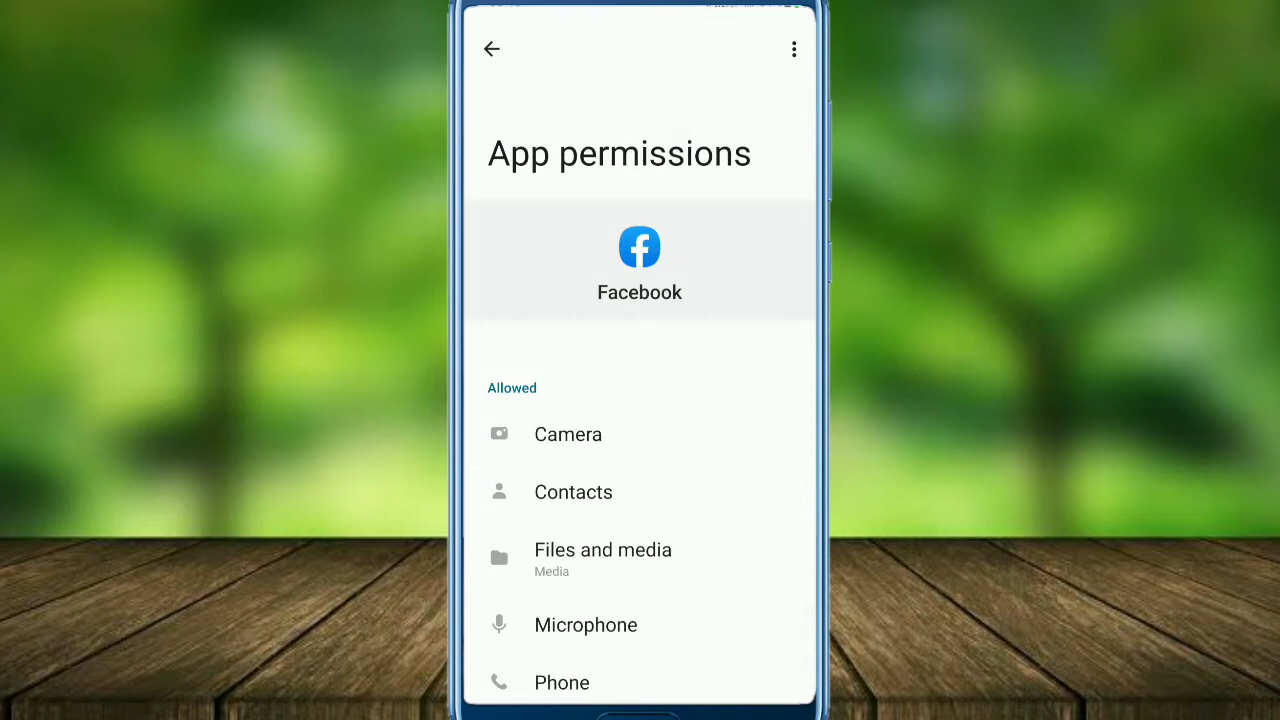 App permissions
Facebook
Allowed
Camera
Contacts
Files and media
Media
Microphone
Phone